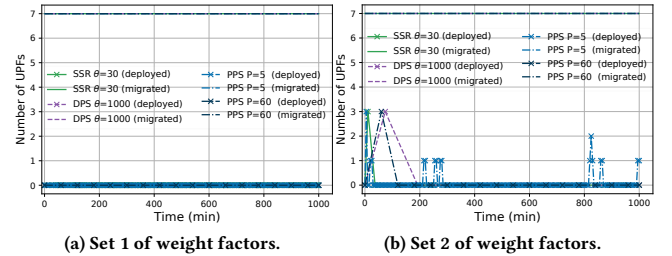 7
6
5
4
3
2
1
0
Number of UPFs
SSR θ=30 (deployed)
SSR θ=30 (migrated)
DPS θ=1000 (deployed)
DPS θ=1000 (migrated)
PPS P=5 (deployed)
PPS P=5 (migrated)
PPS P=60 (deployed)
PPS P=60 (migrated)
0 200 400 600 800 1000
Time (min)
(a) Set 1 of weight factors.
7
6
5
4
3
2
1
0
Number of UPFs
SSR θ=30 (deployed)
SSR θ=30 (migrated)
DPS θ=1000 (deployed)
DPS θ=1000 (migrated)
PPS P=5 (deployed)
PPS P=5 (migrated)
PPS P=60 (deployed)
PPS P=60 (migrated)
0 200 400 600 800 1000
Time (min)
(b) Set 2 of weight factors.